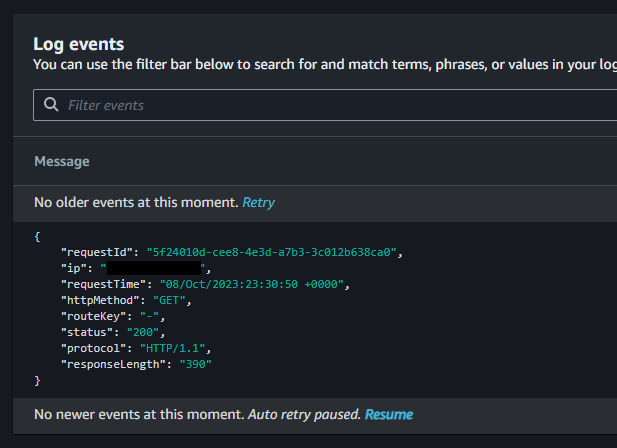 Log events
You can use the filter bar below to search for and match terms, phrases, or values in your log
Filter events
Message
No older events at this moment. Retry
{
"requestId": "5f24010d-cee8-4e3d-a7b3-3c012b638ca0",
"ip": "",
"requestTime": "08/Oct/2023:23:30:50 +0000",
"httpMethod": "GET",
"routeKey": "-",
"status": "200",
"protocol": "HTTP/1.1",
"responseLength": "390"
}
No newer events at this moment. Auto retry paused. Resume